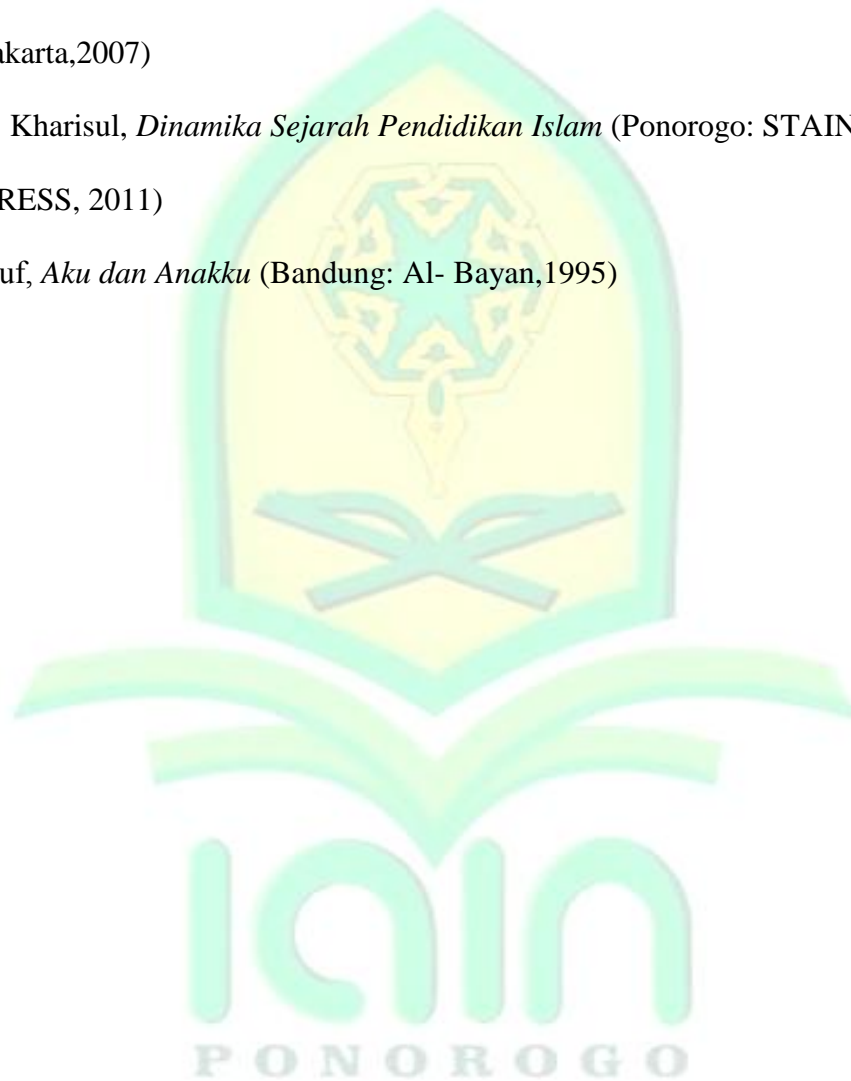 akarta,2007)
Kharisul, Dinamika Sejarah Pendidikan Islam (Ponorogo: STAIN
RESS, 2011)
uf, Aku dan Anakku (Bandung: Al- Bayan,1995)
iain
PONOROGO